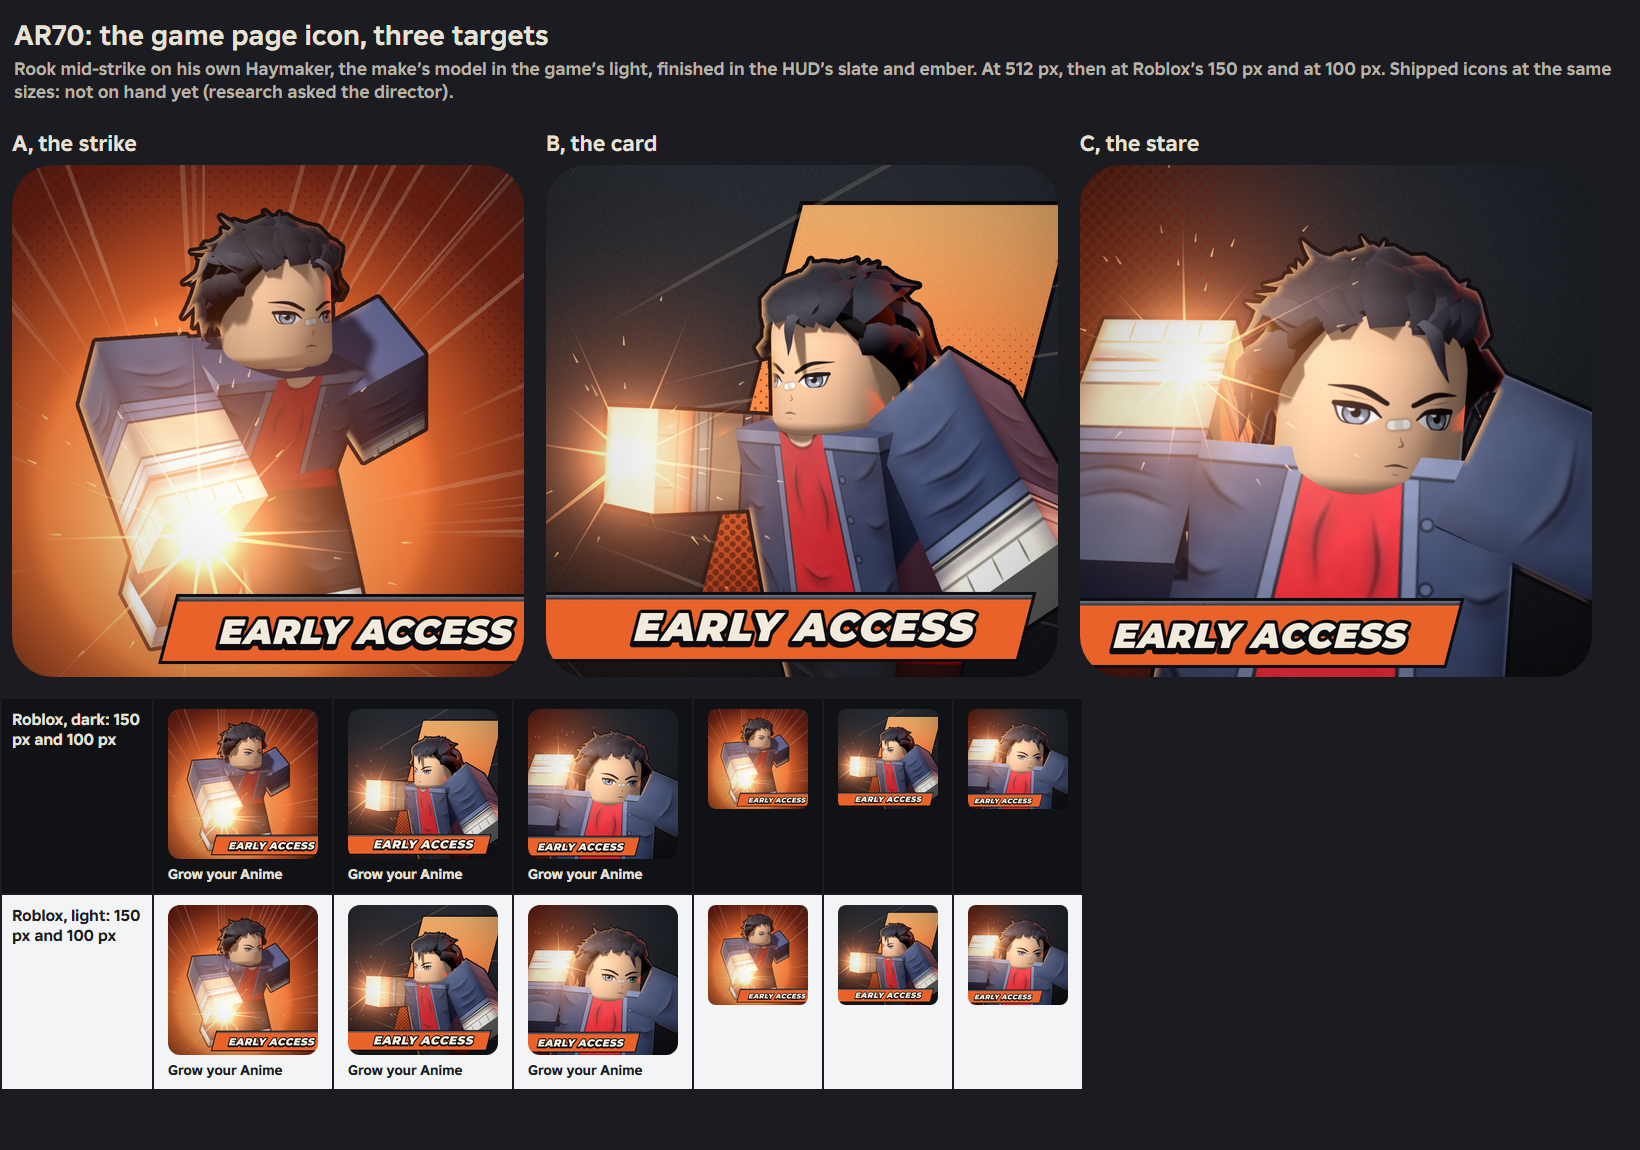 AR70: the game page icon, three targets
Rook mid-strike on his own Haymaker, the make's model in the game's light, finished in the HUD's slate and ember. At 512 px, then at Roblox's 150 px and at 100 px. Shipped icons at the same
sizes: not on hand yet (research asked the director).
A, the strike
B, the card
C, the stare
EARLY ACCESS
EARLY ACCESS
EARLY ACCESS
Roblox, dark: 150
px and 100 px
EARLY ACCESS
EARLY ACCESS
EARLY ACCESS
EARLY ACCESS
EARLY ACCESS
EARLY ACCESS
Grow your Anime
Grow your Anime
Grow your Anime
Roblox, light: 150
px and 100 px
EARLY ACCESS
EARLY ACCESS
EARLY ACCESS
EARLY ACCESS
EARLY ACCESS
EARLY ACCESS
Grow your Anime
Grow your Anime
Grow your Anime